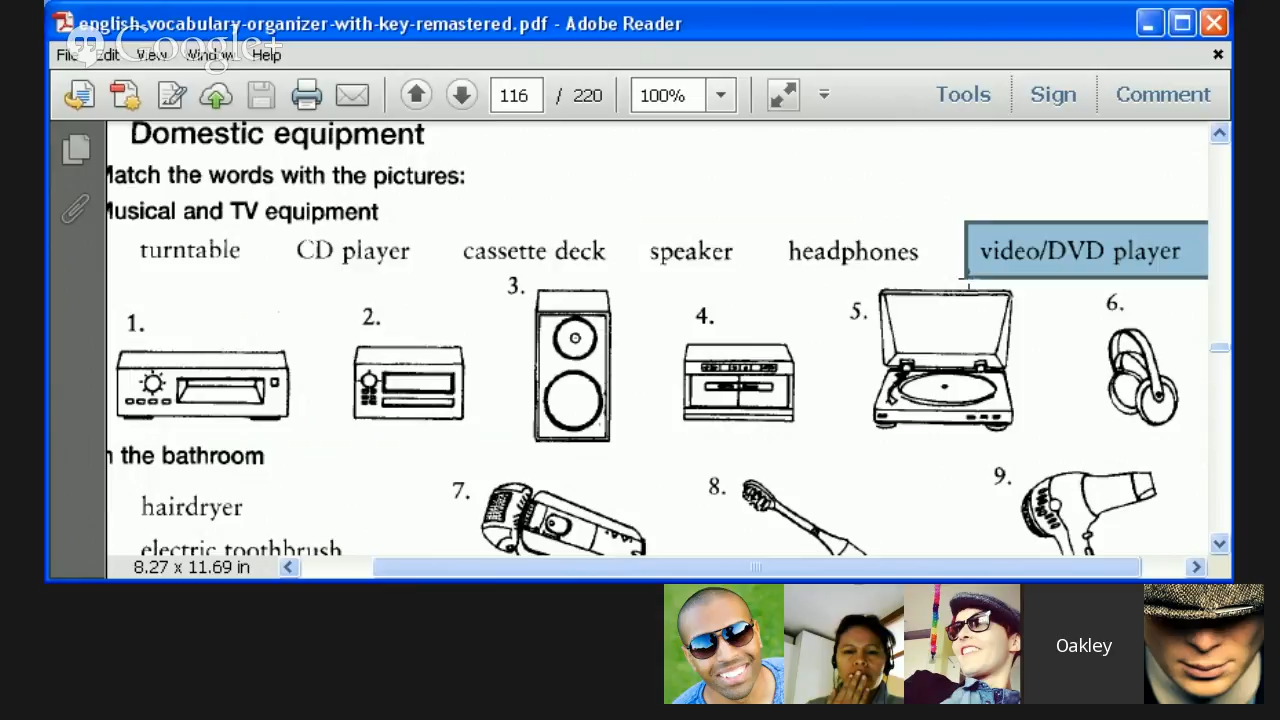 english-vocabulary-organizer-with-key-remastered.pdf - Adobe Reader
Google+
File Edit View Window Help
116 / 220 100% Tools Sign Comment
Domestic equipment
Match the words with the pictures:
Musical and TV equipment
turntable CD player cassette deck speaker headphones video/DVD player
1. 2. 3. 4. 5. 6.
n the bathroom
7. 8. 9.
hairdryer
electric toothbrush
8.27 x 11.69 in
Oakley